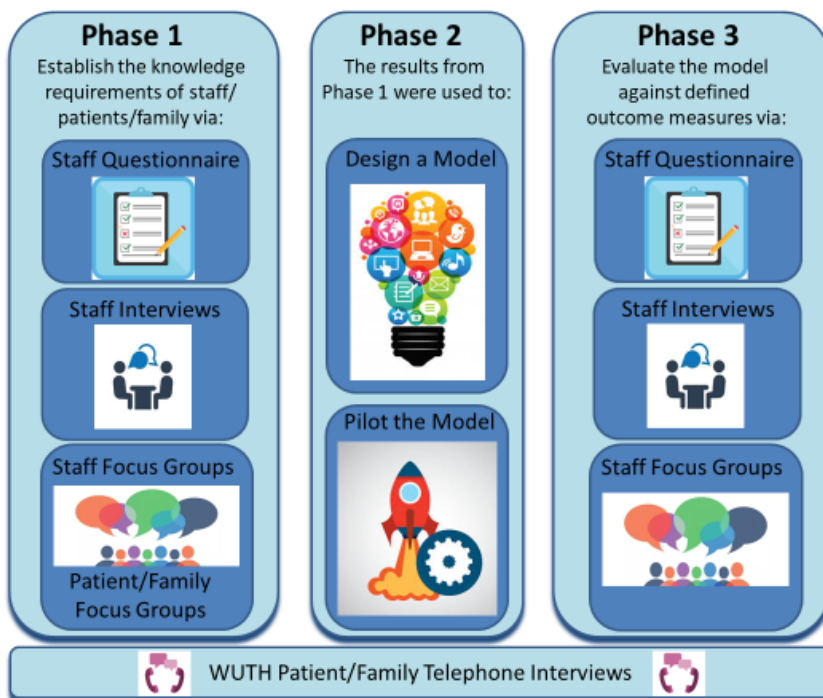 Phase 1
Establish the knowledge
requirements of staff/
patients/family via:
Staff Questionnaire
Staff Interviews
Staff Focus Groups
Patient/Family
Focus Groups
Phase 2
The results from
Phase 1 were used to:
Design a Model
Pilot the Model
Phase 3
Evaluate the model
against defined
outcome measures via:
Staff Questionnaire
Staff Interviews
Staff Focus Groups
WUTH Patient/Family Telephone Interviews